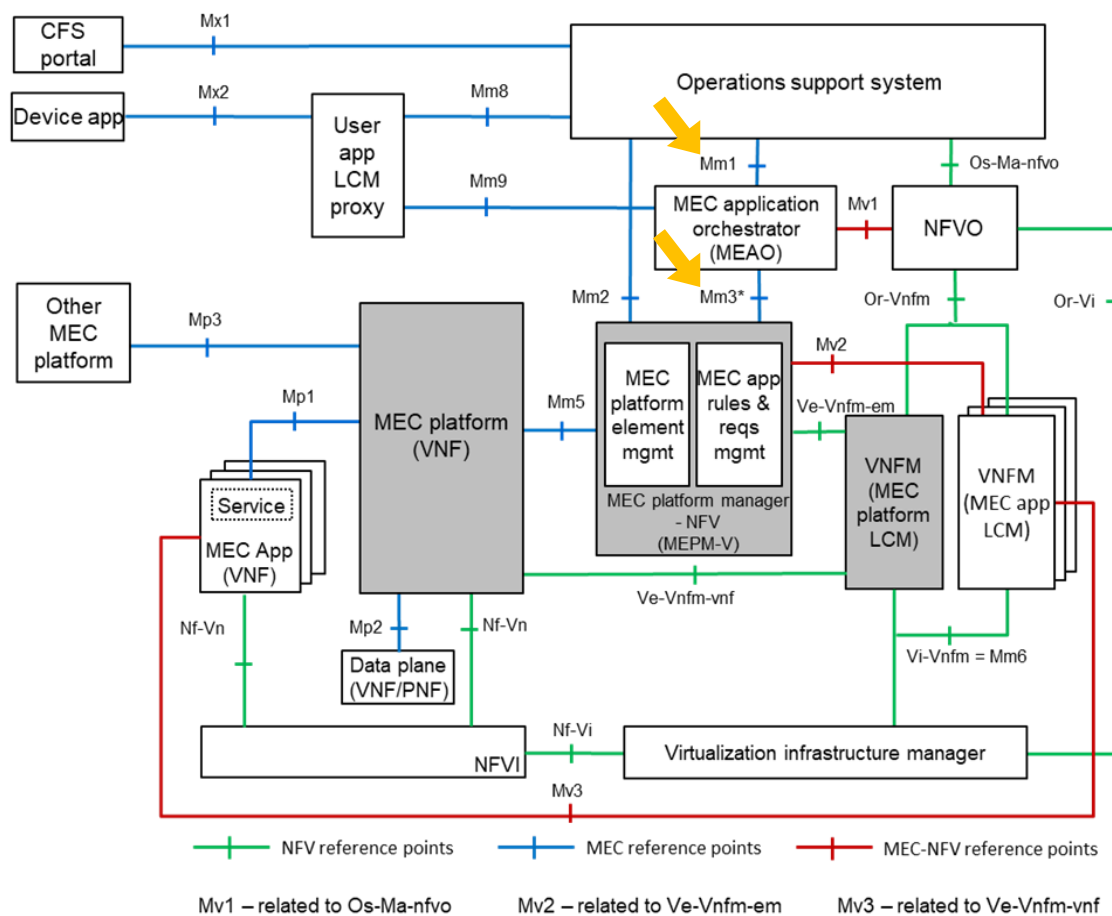 CFS
portal
Mx1
Operations support system
Device app
Mx2
User
app
LCM
proxy
Mm8
Mm9
Mm1
Os-Ma-nfvo
MEC application
orchestrator
(MEAO)
Mv1
NFVO
Other
MEC
platform
Mp3
Mm2
Mm3*
Or-Vnfm
Or-Vi
MEC platform
(VNF)
Mp1
Mm5
MEC
platform
element
mgmt
MEC app
rules &
reqs
mgmt
MEC platform manager
- NFV
(MEPM-V)
Mv2
Ve-Vnfm-em
VNFM
(MEC
platform
LCM)
VNFM
(MEC app
LCM)
Service
MEC App
(VNF)
Ve-Vnfm-vnf
Nf-Vn
Mp2
Nf-Vn
Data plane
(VNF/PNF)
Vi-Vnfm = Mm6
NFVI
Nf-Vi
Virtualization infrastructure manager
Mv3
NFV reference points
MEC reference points
MEC-NFV reference points
Mv1 – related to Os-Ma-nfvo
Mv2 – related to Ve-Vnfm-em
Mv3 – related to Ve-Vnfm-vnf